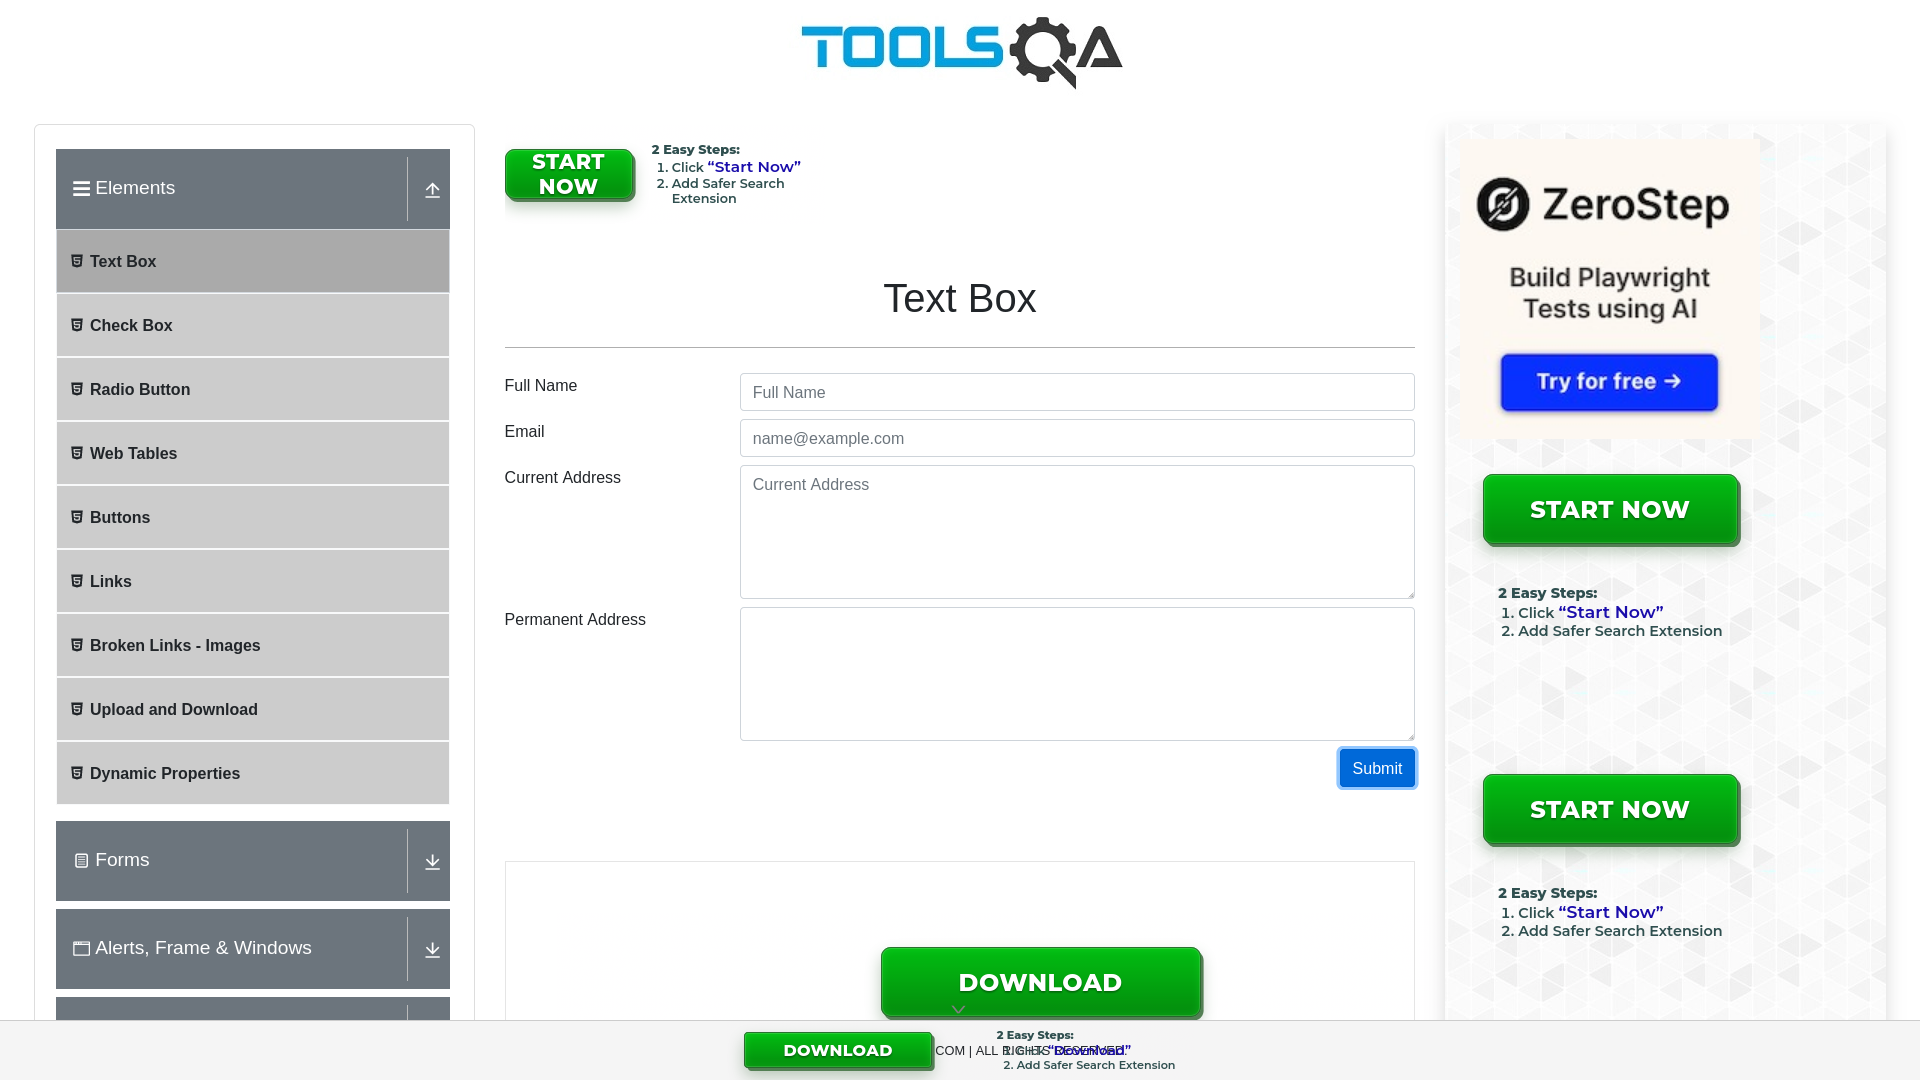 TOOLSQA
Elements
Text Box
Check Box
Radio Button
Web Tables
Buttons
Links
Broken Links - Images
Upload and Download
Dynamic Properties
Forms
Alerts, Frame & Windows
START NOW
2 Easy Steps:
1. Click “Start Now”
2. Add Safer Search
Extension
Text Box
Full Name
Full Name
Email
name@example.com
Current Address
Current Address
Permanent Address
Submit
DOWNLOAD
ZeroStep
Build Playwright
Tests using AI
Try for free →
START NOW
2 Easy Steps:
1. Click “Start Now”
2. Add Safer Search Extension
START NOW
2 Easy Steps:
1. Click “Start Now”
2. Add Safer Search Extension
DOWNLOAD
COM | ALL RIGHTS RESERVED.
2 Easy Steps:
1. Click “Download”
2. Add Safer Search Extension